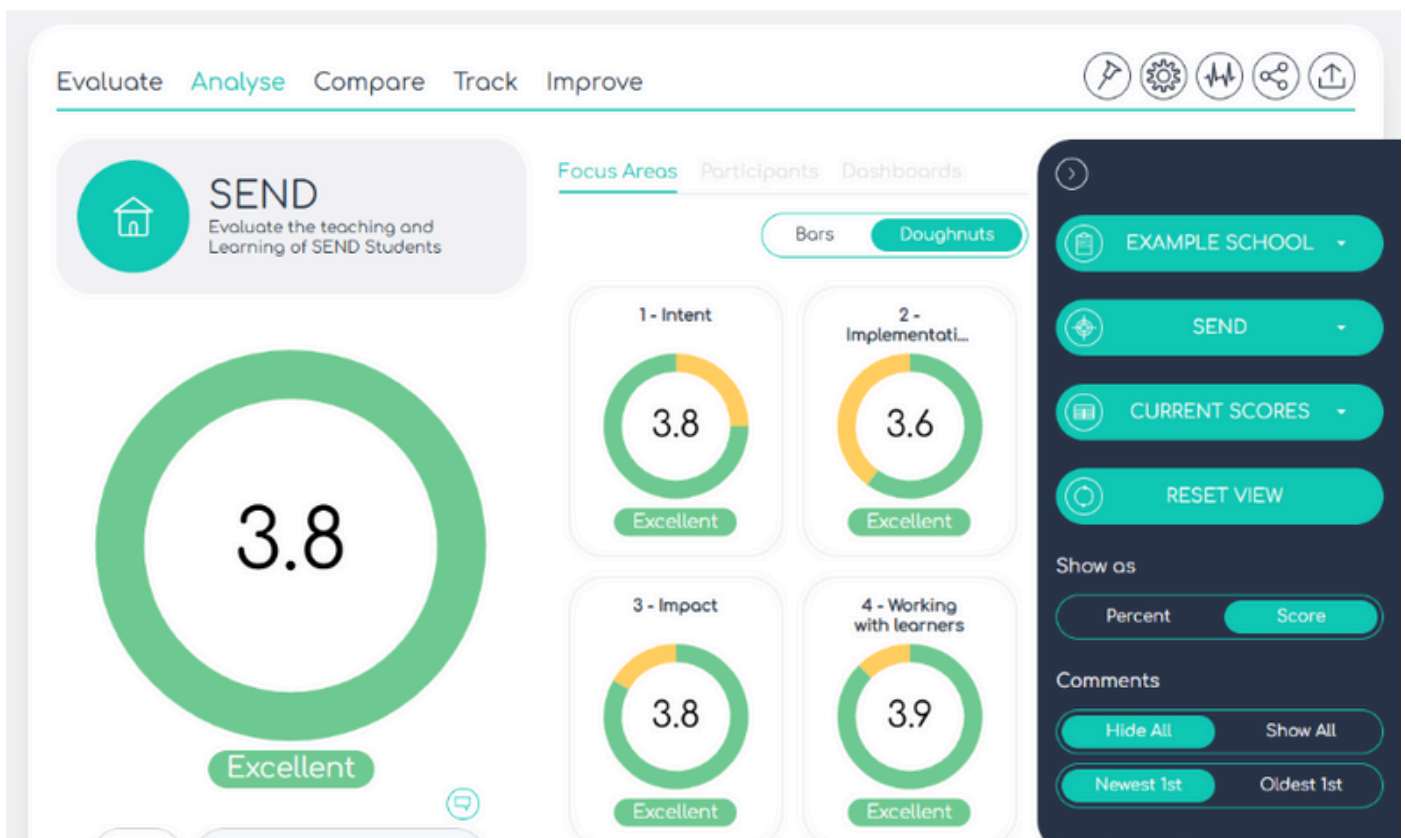 Evaluate Analyse Compare Track Improve
SEND
Evaluate the teaching and
Learning of SEND Students
3.8
Excellent
Focus Areas Participants Dashboards
Bars Doughnuts
1 - Intent
3.8
Excellent
2 -
Implementati...
3.6
Excellent
3 - Impact
3.8
Excellent
4 - Working
with learners
3.9
Excellent
EXAMPLE SCHOOL
SEND
CURRENT SCORES
RESET VIEW
Show as
Percent Score
Comments
Hide All Show All
Newest 1st Oldest 1st